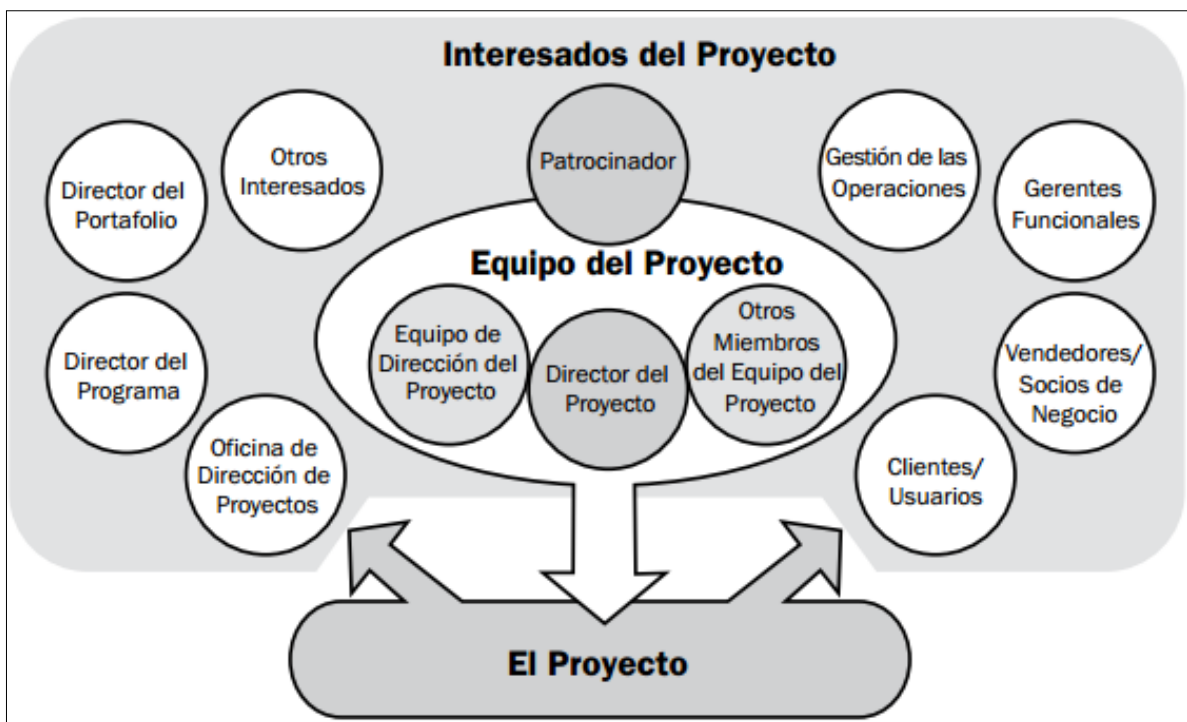 Interesados del Proyecto
Director del
Portafolio
Otros
Interesados
Patrocinador
Gestión de las
Operaciones
Gerentes
Funcionales
Equipo del Proyecto
Director del
Programa
Equipo de
Dirección del
Proyecto
Director del
Proyecto
Otros
Miembros
del Equipo del
Proyecto
Vendedores/
Socios de
Negocio
Oficina de
Dirección de
Proyectos
Clientes/
Usuarios
El Proyecto